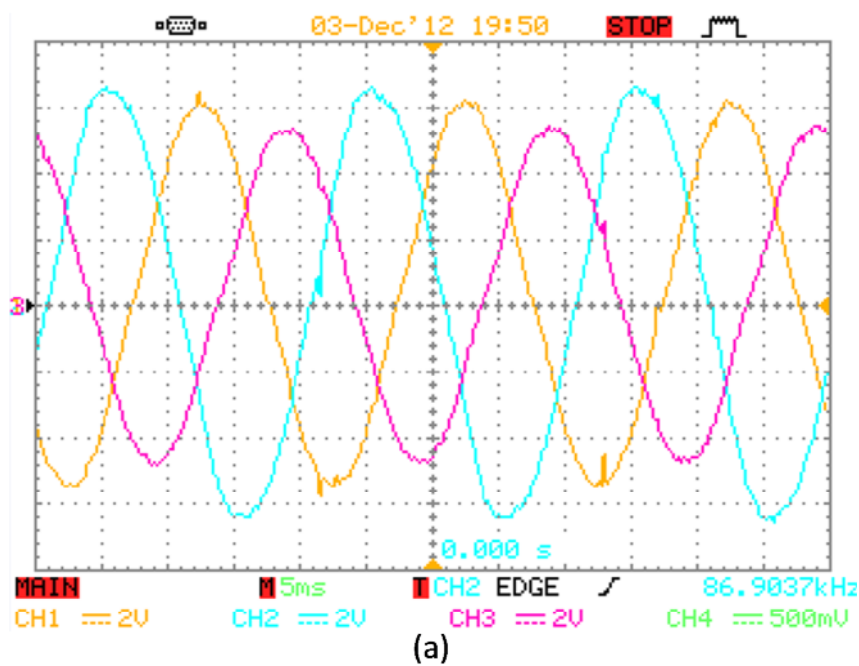 03-Dec'12 19:50 STOP
3
0.000 s
MAIN M 5ms T CH2 EDGE 86.9037kHz
CH1 2V CH2 2V CH3 2V CH4 500mV
(a)